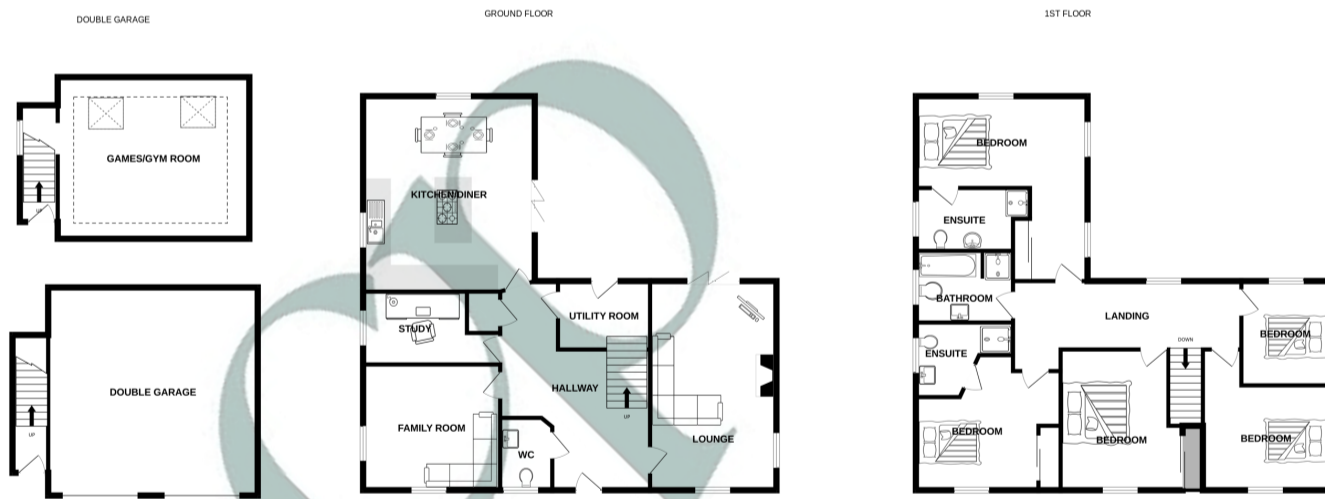 DOUBLE GARAGE
GAMES/GYM ROOM
UP
DOUBLE GARAGE
UP
GROUND FLOOR
KITCHEN/DINER
STUDY
UTILITY ROOM
HALLWAY
UP
FAMILY ROOM
WC
LOUNGE
1ST FLOOR
BEDROOM
ENSUITE
BATHROOM
LANDING
BEDROOM
DOWN
ENSUITE
BEDROOM
BEDROOM
BEDROOM